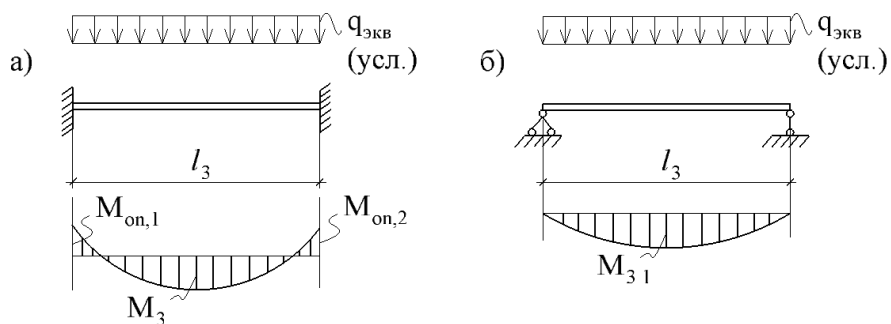 qэкв
(усл.)
а)
l3
Mоп,1
Mоп,2
M3
qэкв
(усл.)
б)
l3
M3 1